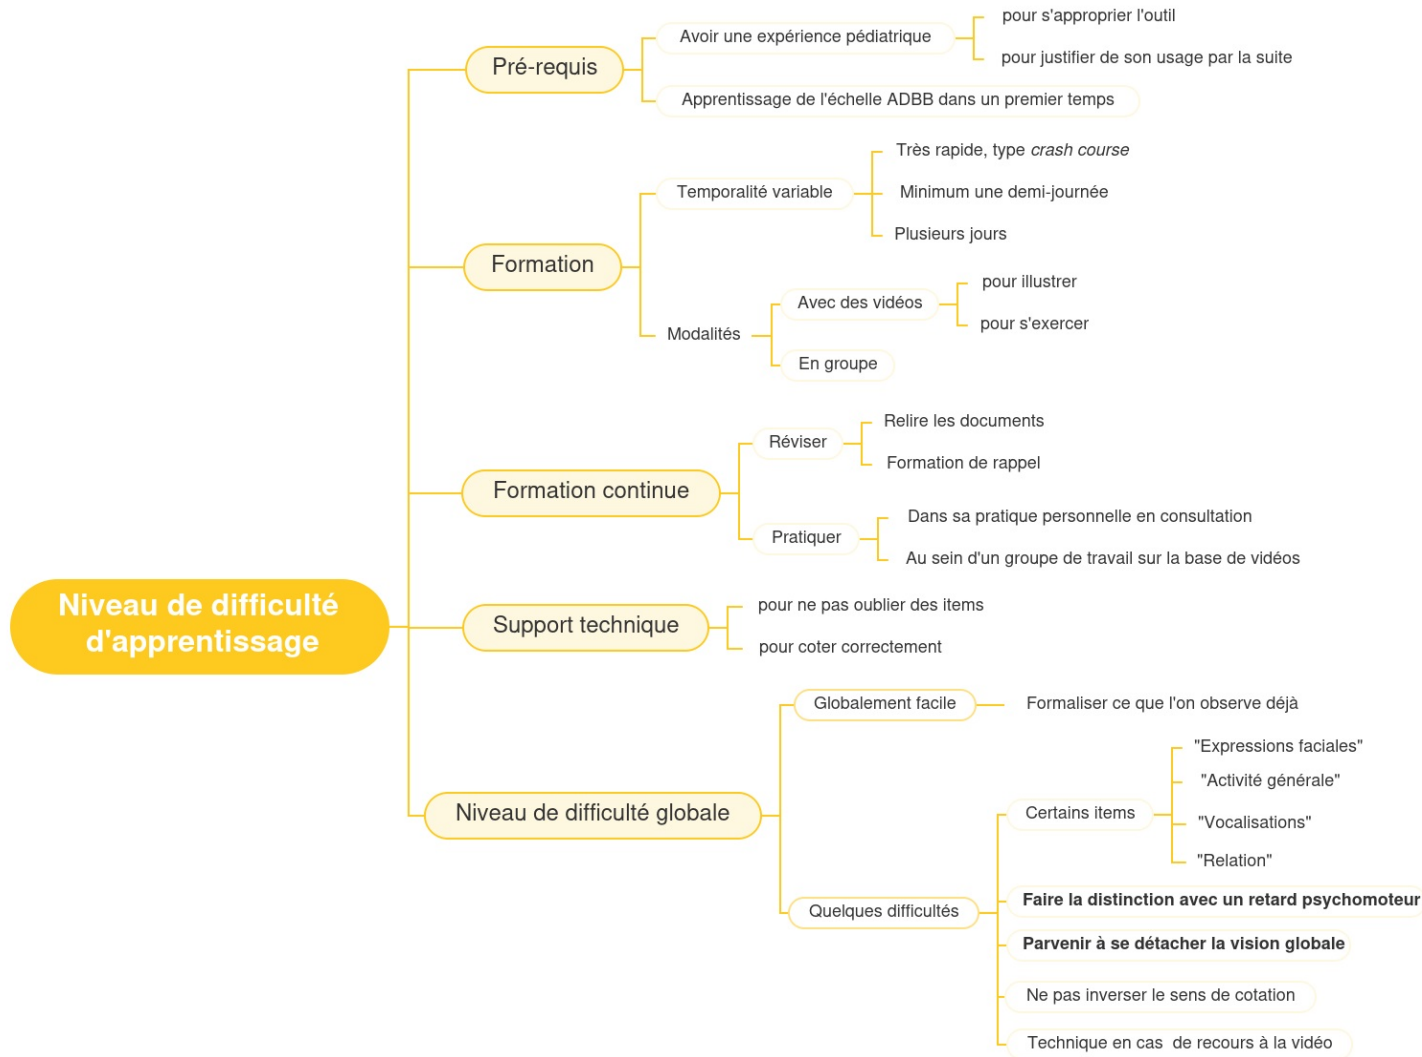 Niveau de difficulté
d'apprentissage
Pré-requis
Avoir une expérience pédiatrique
pour s'approprier l'outil
pour justifier de son usage par la suite
Apprentissage de l'échelle ADBB dans un premier temps
Formation
Temporalité variable
Très rapide, type crash course
Minimum une demi-journée
Plusieurs jours
Modalités
Avec des vidéos
pour illustrer
pour s'exercer
En groupe
Formation continue
Réviser
Relire les documents
Formation de rappel
Pratiquer
Dans sa pratique personnelle en consultation
Au sein d'un groupe de travail sur la base de vidéos
Support technique
pour ne pas oublier des items
pour coter correctement
Niveau de difficulté globale
Globalement facile
Formaliser ce que l'on observe déjà
Quelques difficultés
Certains items
"Expressions faciales"
"Activité générale"
"Vocalisations"
"Relation"
Faire la distinction avec un retard psychomoteur
Parvenir à se détacher la vision globale
Ne pas inverser le sens de cotation
Technique en cas  de recours à la vidéo